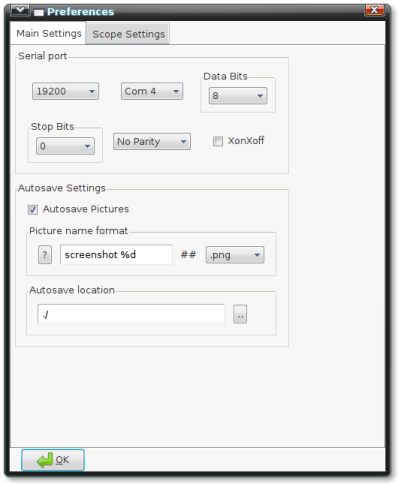 Preferences
Main Settings Scope Settings
Serial port
Data Bits
19200 Com 4
8
Stop Bits
0 No Parity XonXoff
Autosave Settings
Autosave Pictures
Picture name format
? screenshot %d ## .png
Autosave location
./ ..
OK